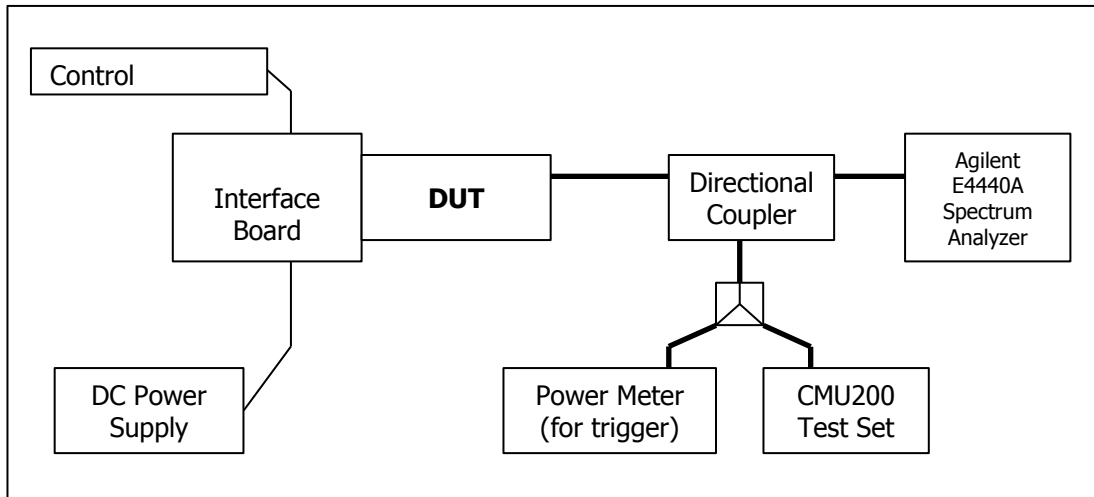 Control
Interface
Board
DUT
Directional
Coupler
Agilent
E4440A
Spectrum
Analyzer
DC Power
Supply
Power Meter
(for trigger)
CMU200
Test Set